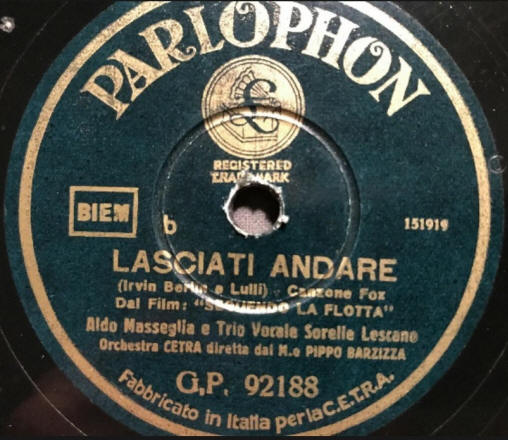 PARLOPHON
£
REGISTERED
TRADE MARK
BIEM
b
151919
LASCIATI ANDARE
(Irvin Berlin e Lulli) - Canzone Fox
Dal Film: "SEGUENDO LA FLOTTA"
Aldo Masseglia e Trio Vocale Sorelle Lescano
Orchestra CETRA diretta dal M.o PIPPO BARZIZZA
G.P. 92188
Fabbricato in Italia per la C.E.T.R.A.